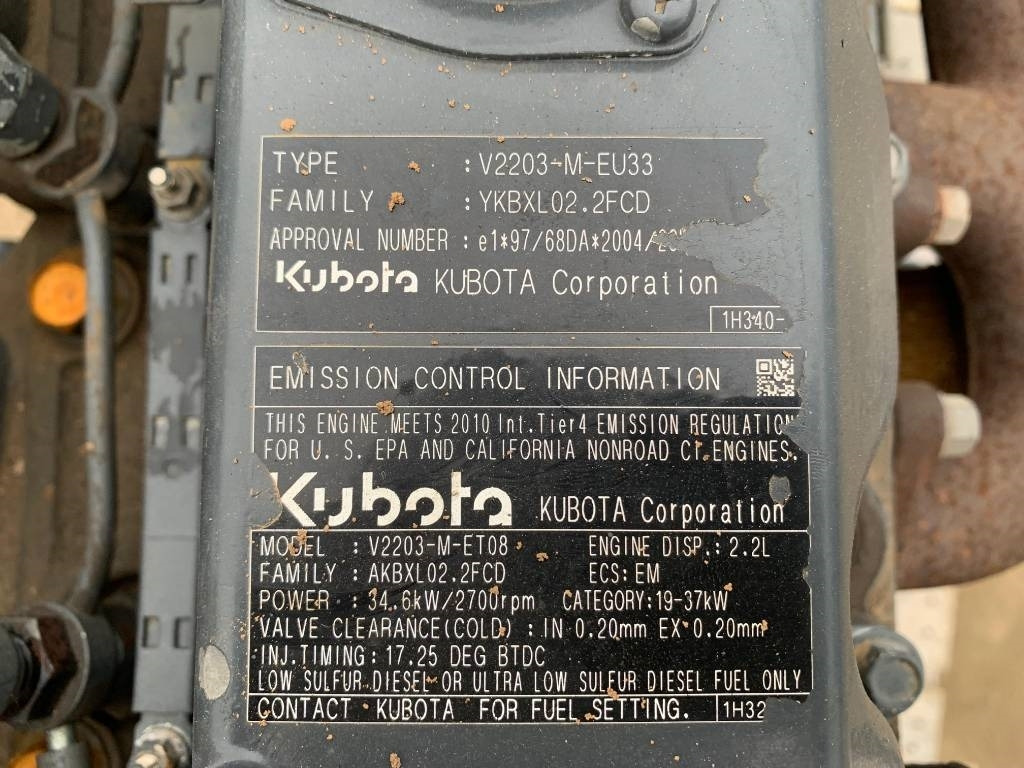 TYPE : V2203-M-EU33
FAMILY : YKBXL02.2FCD
APPROVAL NUMBER : e1*97/68DA*2004/
Kubota KUBOTA Corporation
1H340-
EMISSION CONTROL INFORMATION
THIS ENGINE MEETS 2010 Int.Tier4 EMISSION REGULATION
FOR U. S. EPA AND CALIFORNIA NONROAD CI ENGINES.
Kubota KUBOTA Corporation
MODEL : V2203-M-ET08 ENGINE DISP.: 2.2L
FAMILY : AKBXL02.2FCD ECS: EM
POWER : 34.6kW/2700rpm CATEGORY:19-37kW
VALVE CLEARANCE(COLD) : IN 0.20mm EX 0.20mm
INJ.TIMING: 17.25 DEG BTDC
LOW SULFUR DIESEL OR ULTRA LOW SULFUR DIESEL FUEL ONLY
CONTACT KUBOTA FOR FUEL SETTING. 1H32